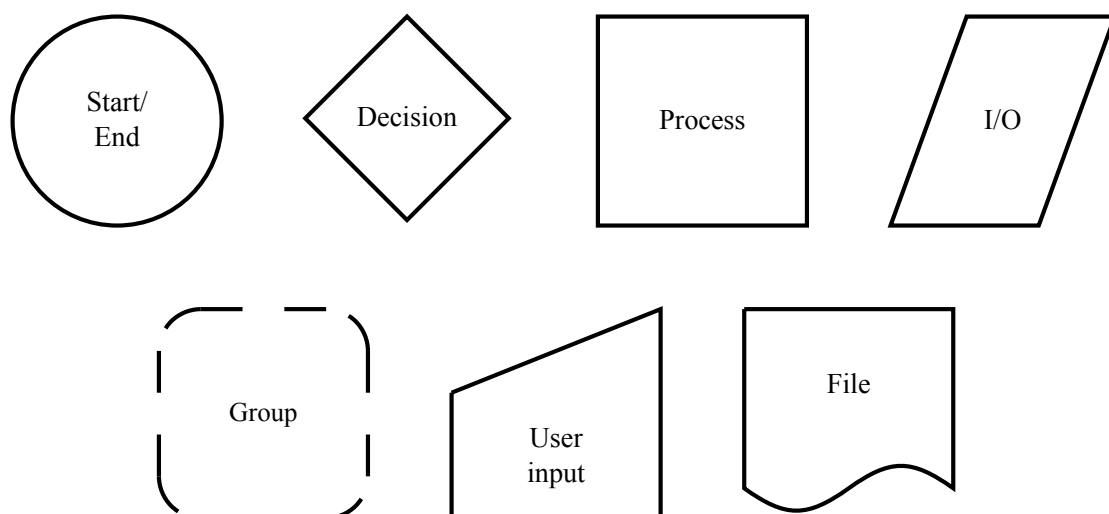 Start/
End
Decision
Process
I/O
Group
User
input
File